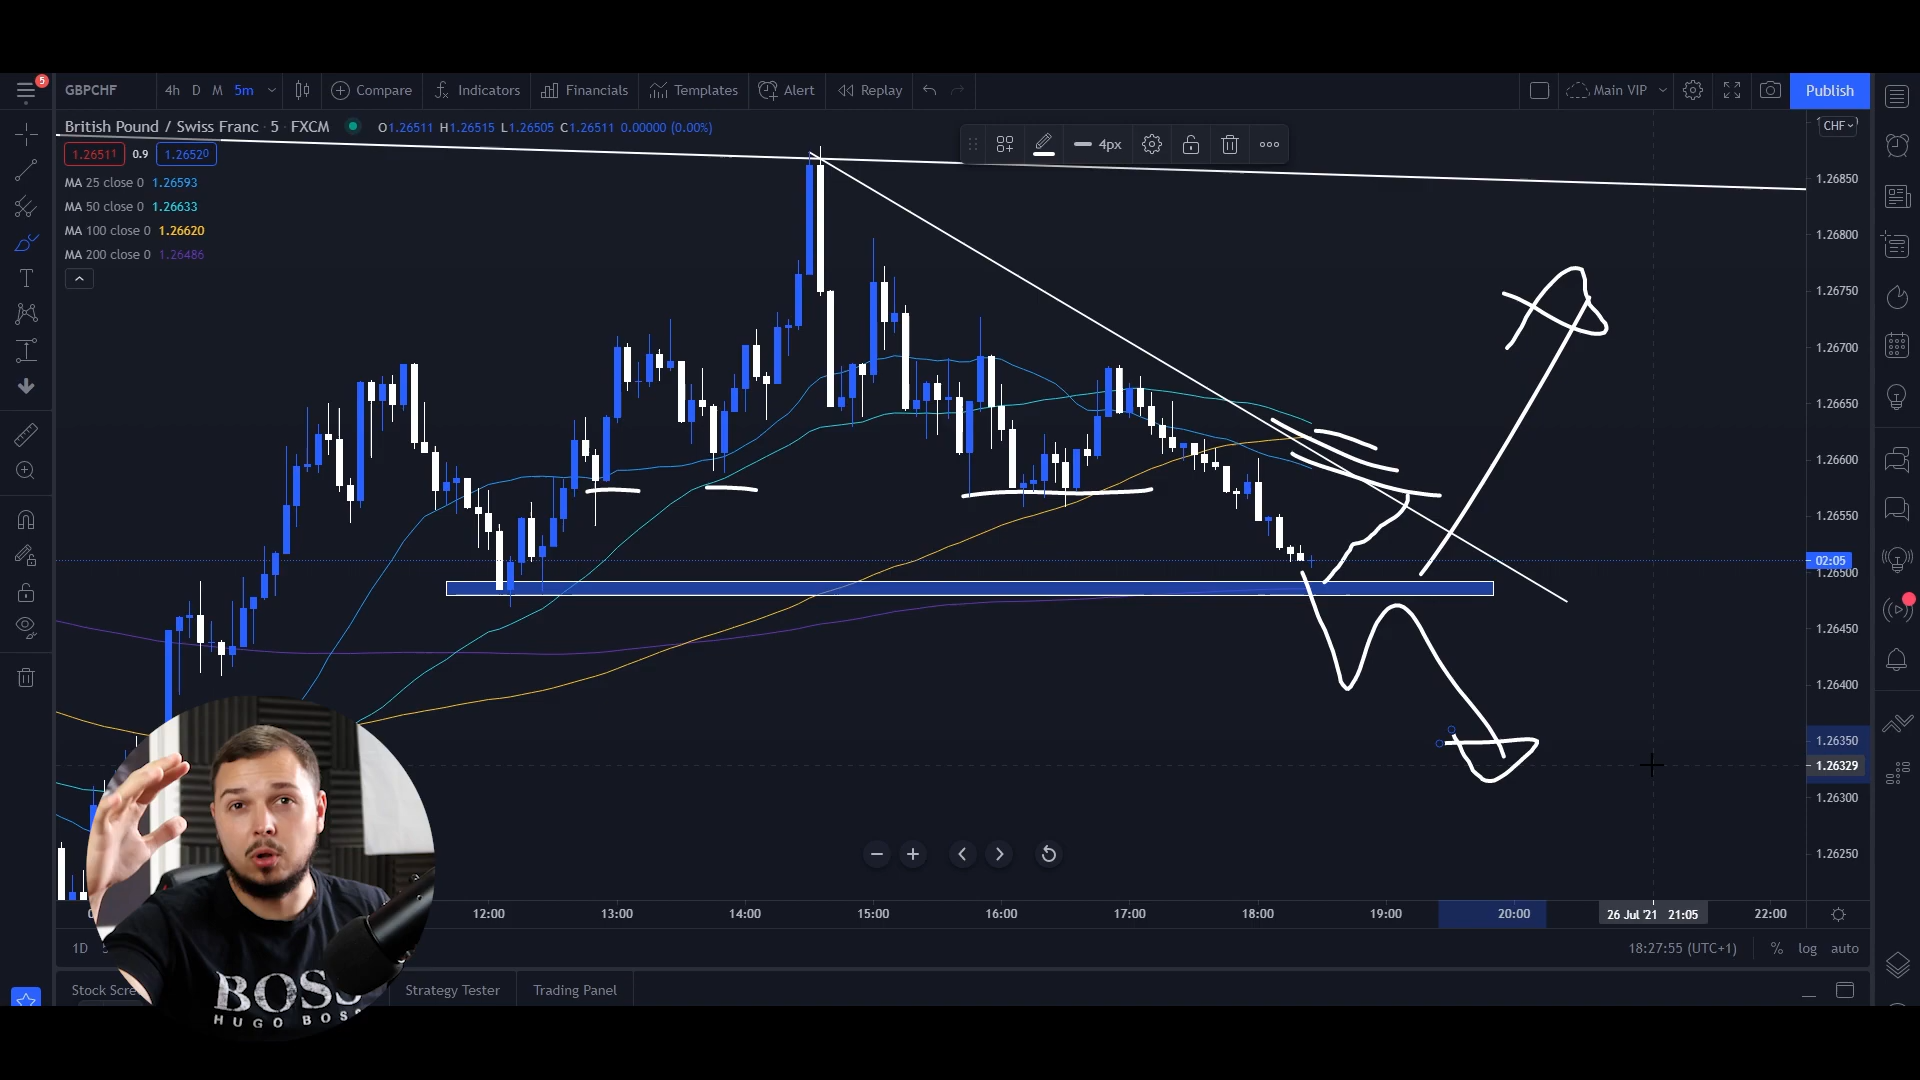 5
GBPCHF 4h D M 5m Compare Indicators Financials Templates Alert Replay Main VIP Publish
British Pound / Swiss Franc · 5 · FXCM O1.26511 H1.26515 L1.26505 C1.26511 0.00000 (0.00%)
CHF
1.26511 0.9 1.26520
4px
MA 25 close 0 1.26593
MA 50 close 0 1.26633
MA 100 close 0 1.26620
MA 200 close 0 1.26486
1.26850
1.26800
1.26750
1.26700
1.26650
1.26600
1.26550
02:05
1.26500
1.26450
1.26400
1.26350
1.26329
1.26300
1.26250
12:00 13:00 14:00 15:00 16:00 17:00 18:00 19:00 20:00 26 Jul '21 21:05 22:00
1D 18:27:55 (UTC+1) % log auto
Stock Scre Strategy Tester Trading Panel
BOSS
HUGO BOSS